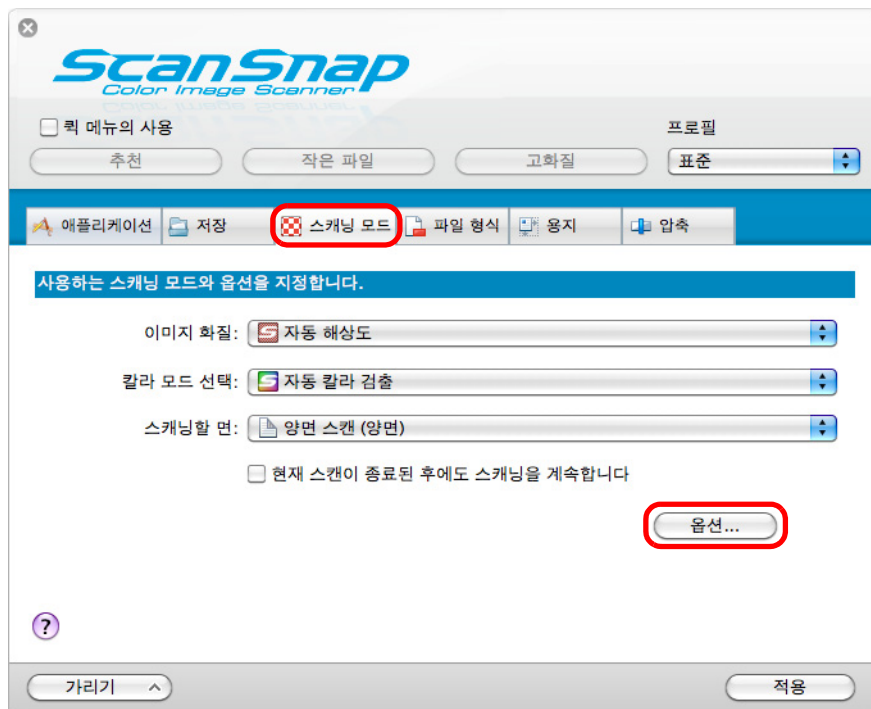 ScanSnap
Color Image Scanner
퀵 메뉴의 사용
프로필
추천 작은 파일 고화질 표준
애플리케이션 저장 스캐닝 모드 파일 형식 용지 압축
사용하는 스캐닝 모드와 옵션을 지정합니다.
이미지 화질: 자동 해상도
칼라 모드 선택: 자동 칼라 검출
스캐닝할 면: 양면 스캔 (양면)
현재 스캔이 종료된 후에도 스캐닝을 계속합니다
옵션...
?
가리기 적용